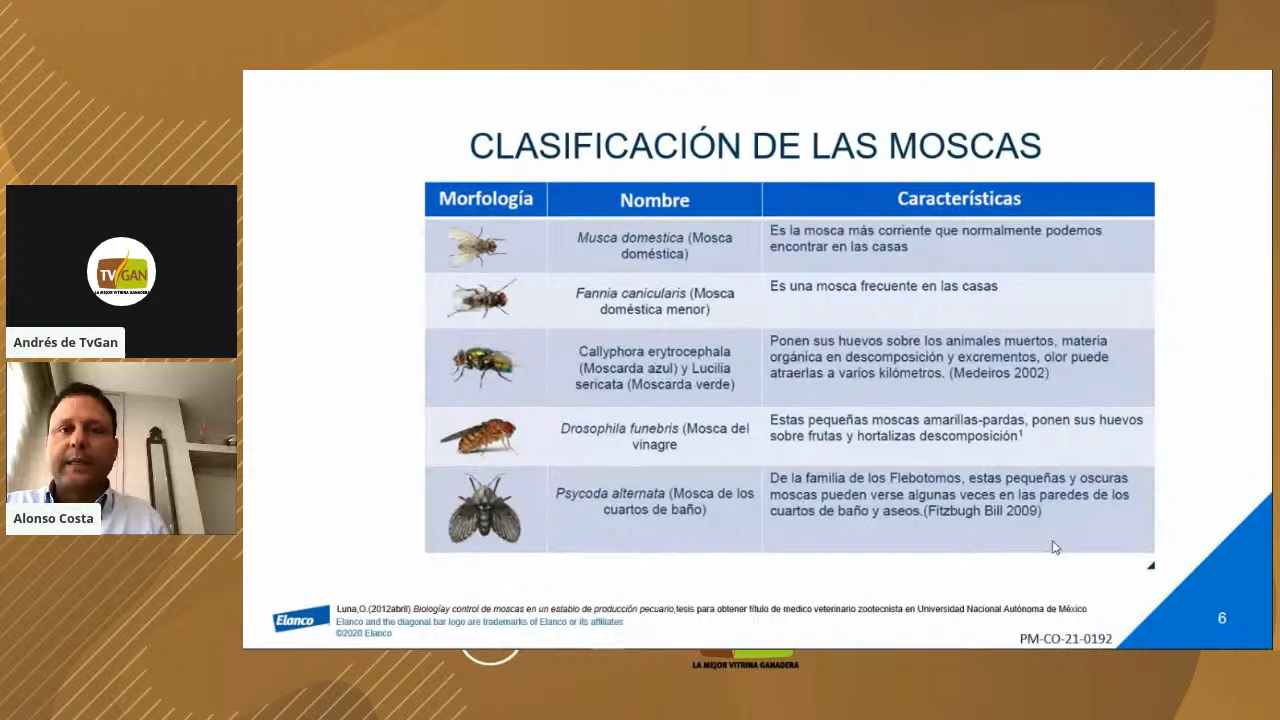 CLASIFICACIÓN DE LAS MOSCAS
Morfología
Nombre
Características
Musca domestica (Mosca
doméstica)
Es la mosca más corriente que normalmente podemos
encontrar en las casas
Fannia canicularis (Mosca
doméstica menor)
Es una mosca frecuente en las casas
Callyphora erytrocephala
(Moscarda azul) y Lucilia
sericata (Moscarda verde)
Ponen sus huevos sobre los animales muertos, materia
orgánica en descomposición y excrementos, olor puede
atraerlas a varios kilómetros. (Medeiros 2002)
Drosophila funebris (Mosca del
vinagre
Estas pequeñas moscas amarillas-pardas, ponen sus huevos
sobre frutas y hortalizas descomposición¹
Psycoda alternata (Mosca de los
cuartos de baño)
De la familia de los Flebotomos, estas pequeñas y oscuras
moscas pueden verse algunas veces en las paredes de los
cuartos de baño y aseos.(Fitzbugh Bill 2009)
TV GAN
LA MEJOR VITRINA GANADERA
Andrés de TvGan
Alonso Costa
Elanco
Luna,O.(2012abril) Biologíay control de moscas en un establo de producción pecuario,tesis para obtener título de medico veterinario zootecnista en Universidad Nacional Autónoma de México
Elanco and the diagonal bar logo are trademarks of Elanco or its affiliates
©2020 Elanco
6
PM-CO-21-0192
LA MEJOR VITRINA GANADERA